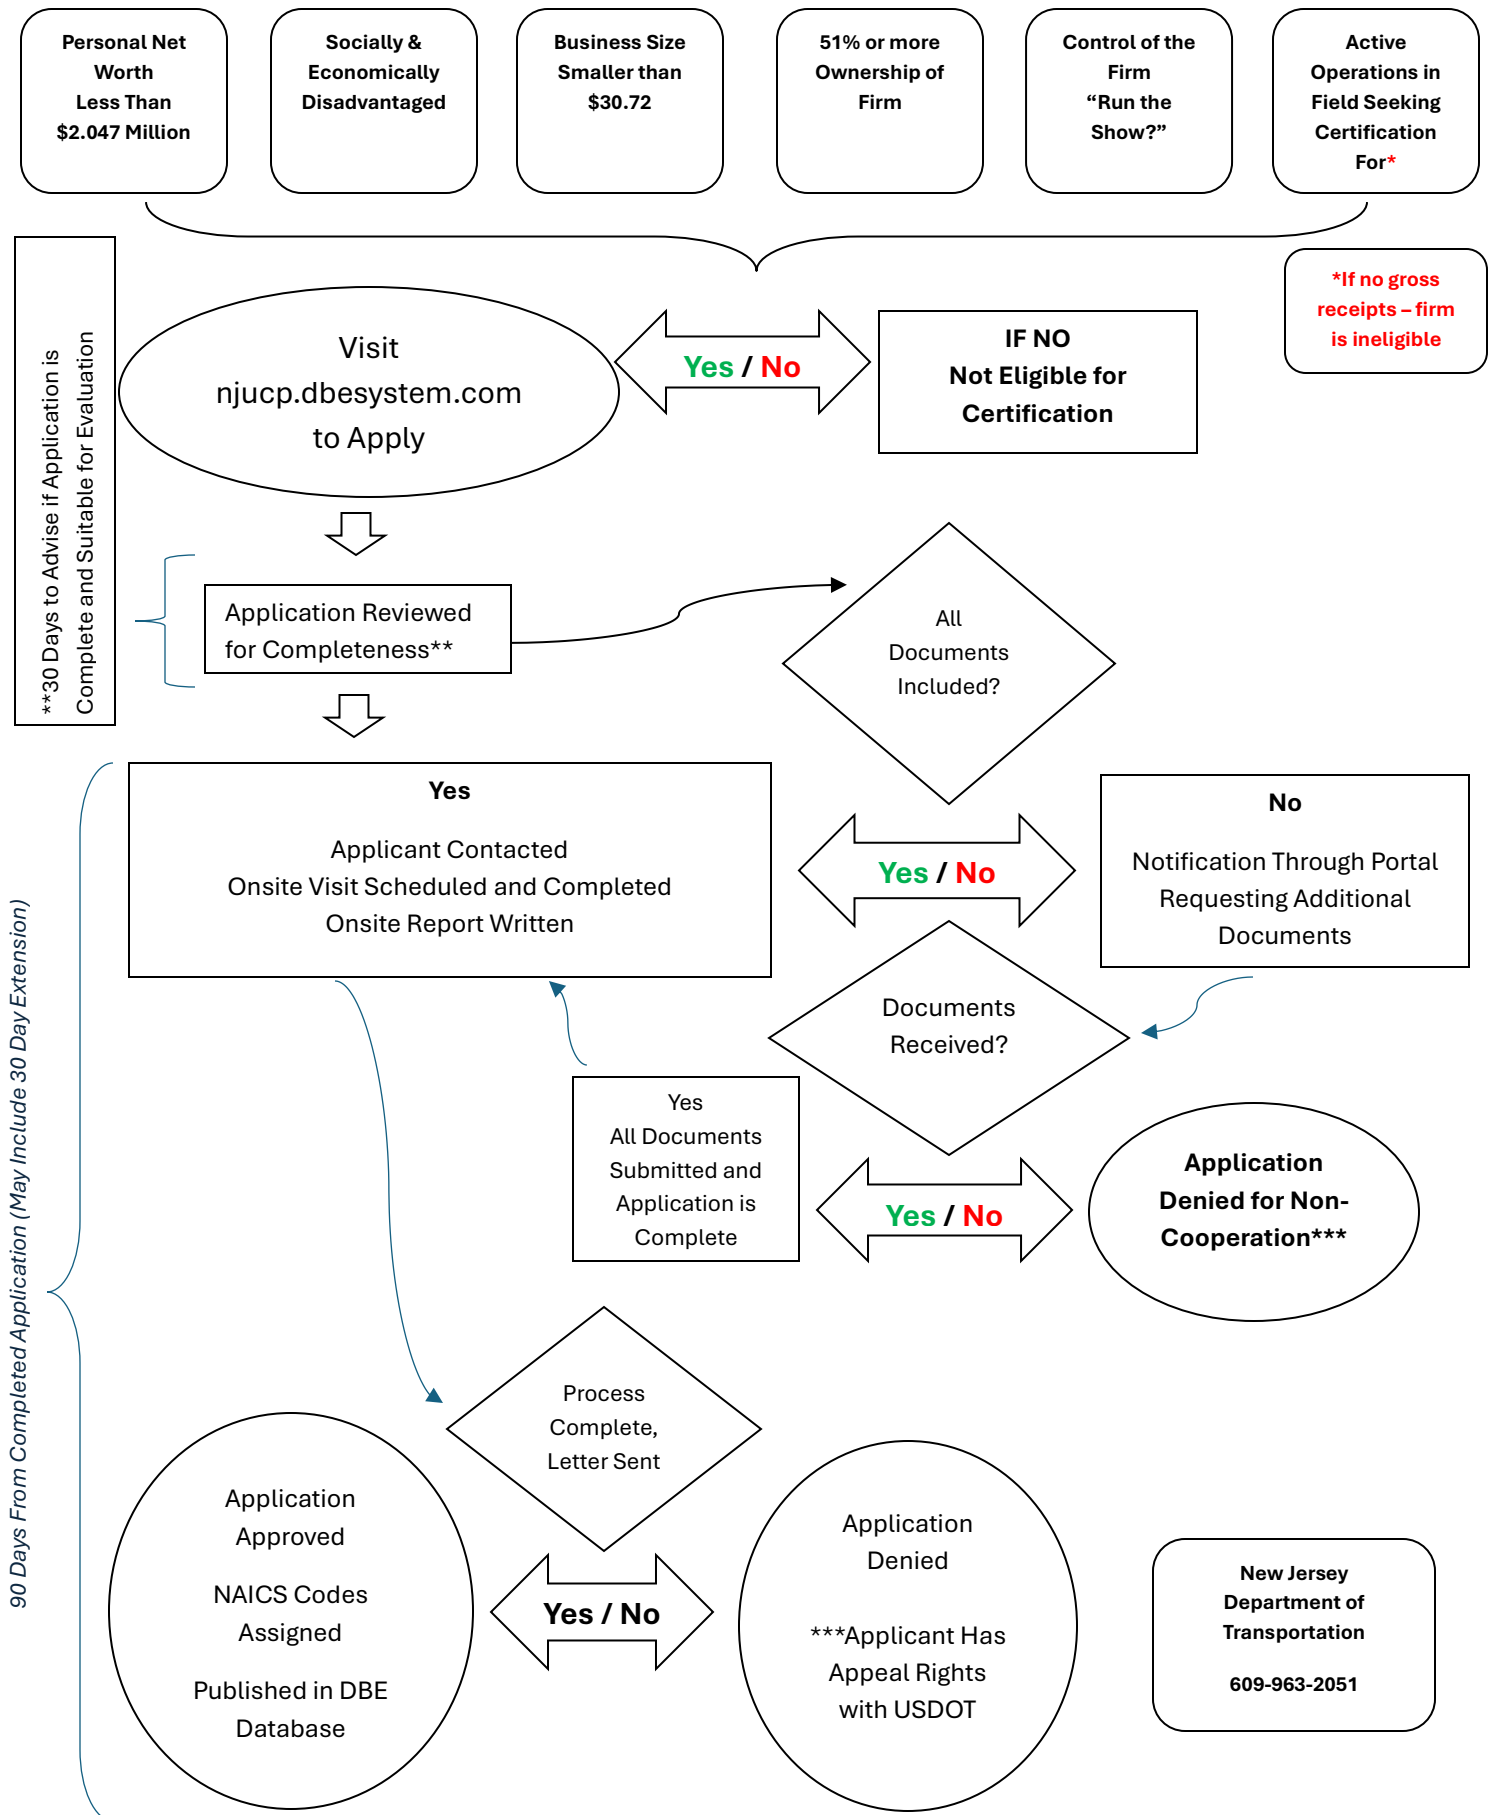 Personal Net
Worth
Less Than
$2.047 Million
Socially &
Economically
Disadvantaged
Business Size
Smaller than
$30.72
51% or more
Ownership of
Firm
Control of the
Firm
“Run the
Show?”
Active
Operations in
Field Seeking
Certification
For*
*If no gross
receipts – firm
is ineligible
**30 Days to Advise if Application is
Complete and Suitable for Evaluation
Visit
njucp.dbesystem.com
to Apply
Yes / No
IF NO
Not Eligible for
Certification
Application Reviewed
for Completeness**
All
Documents
Included?
Yes
Applicant Contacted
Onsite Visit Scheduled and Completed
Onsite Report Written
Yes / No
No
Notification Through Portal
Requesting Additional
Documents
Documents
Received?
Yes
All Documents
Submitted and
Application is
Complete
Yes / No
Application
Denied for Non-
Cooperation***
90 Days From Completed Application (May Include 30 Day Extension)
Process
Complete,
Letter Sent
Application
Approved
NAICS Codes
Assigned
Published in DBE
Database
Yes / No
Application
Denied
***Applicant Has
Appeal Rights
with USDOT
New Jersey
Department of
Transportation
609-963-2051